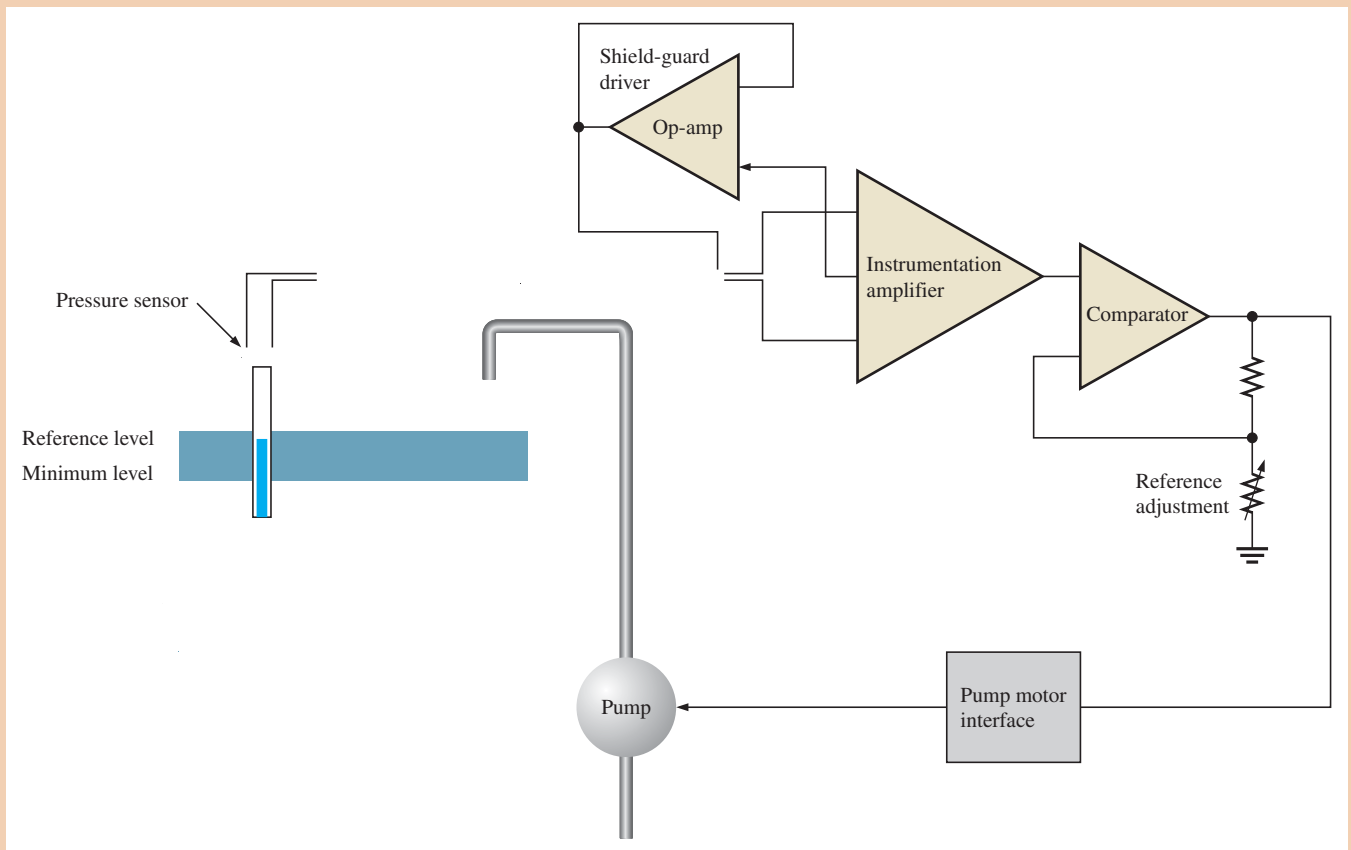 Shield-guard
driver
Op-amp
Instrumentation
amplifier
Pressure sensor
Comparator
Reference level
Minimum level
Reference
adjustment
Pump
Pump motor
interface